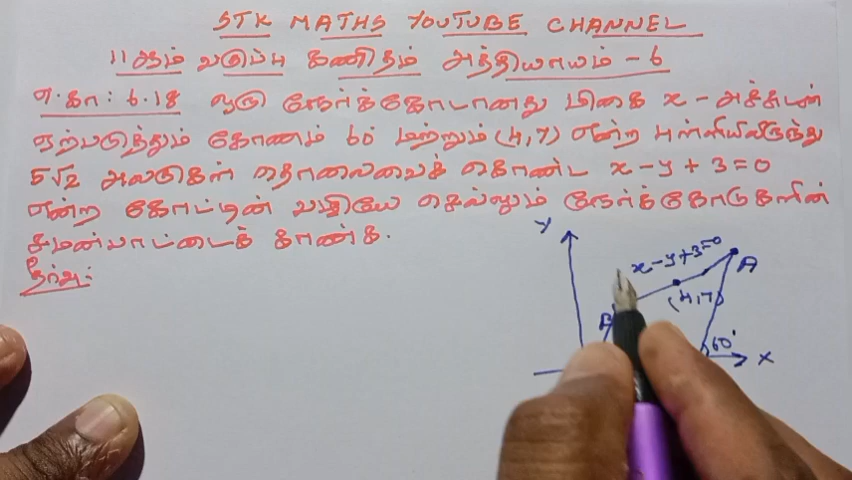 STK MATHS YOUTUBE CHANNEL
11 ஆம் வகுப்பு கணிதம் அத்தியாயம் - 6
எ.கா: 6.18 ஒரு நேர்க்கோடானது மிகை x - அச்சுடன்
ஏற்படுத்தும் கோணம் 60° மற்றும் (4,7) என்ற புள்ளியிலிருந்து
5√2 அலகுகள் தொலைவைக் கொண்ட x-y+3=0
என்ற கோட்டின் வழியே செல்லும் நேர்க்கோடுகளின்
சமன்பாட்டைக் காண்க.
தீர்வு:
Y
x-y+3=0
A
(4,7)
B
60°
X